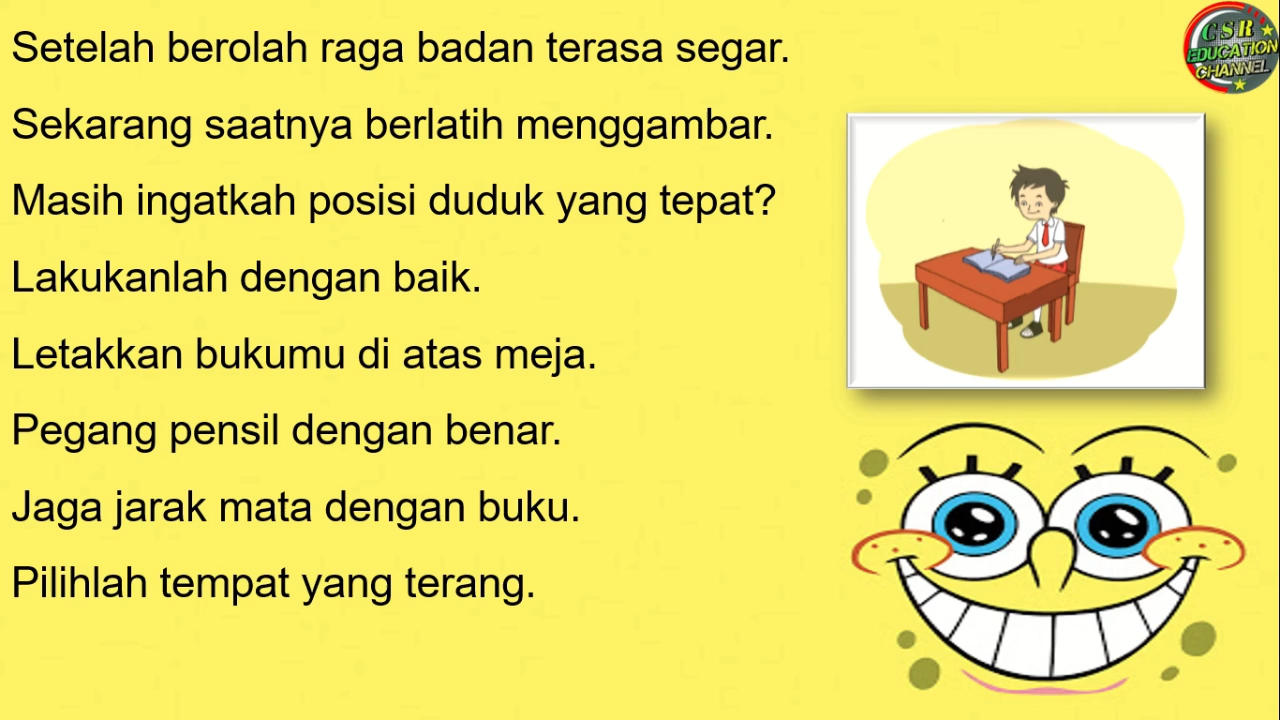 Setelah berolah raga badan terasa segar.
Sekarang saatnya berlatih menggambar.
Masih ingatkah posisi duduk yang tepat?
Lakukanlah dengan baik.
Letakkan bukumu di atas meja.
Pegang pensil dengan benar.
Jaga jarak mata dengan buku.
Pilihlah tempat yang terang.
CSR
EDUCATION
CHANNEL